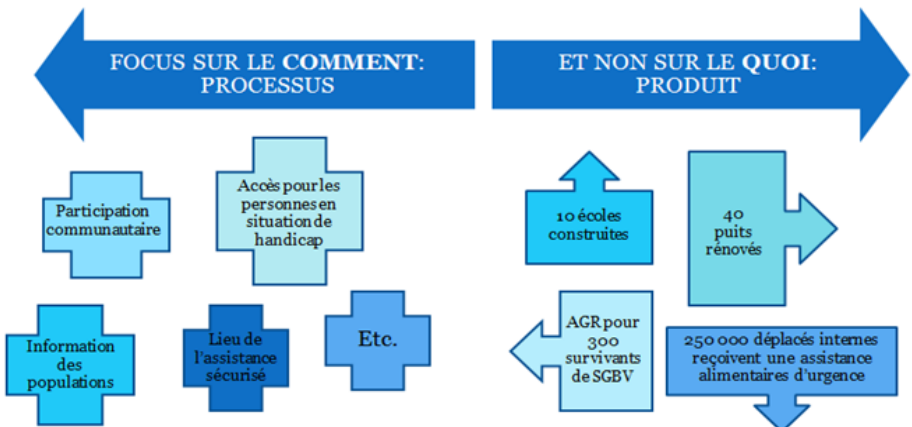 FOCUS SUR LE COMMENT:
PROCESSUS
ET NON SUR LE QUOI:
PRODUIT
Participation
communautaire
Accès pour les
personnes en
situation de
handicap
Information
des
populations
Lieu de
l'assistance
sécurisé
Etc.
10 écoles
construites
40
puits
rénovés
AGR pour
300
survivants
de SGBV
250 000 déplacés internes
reçoivent une assistance
alimentaires d'urgence